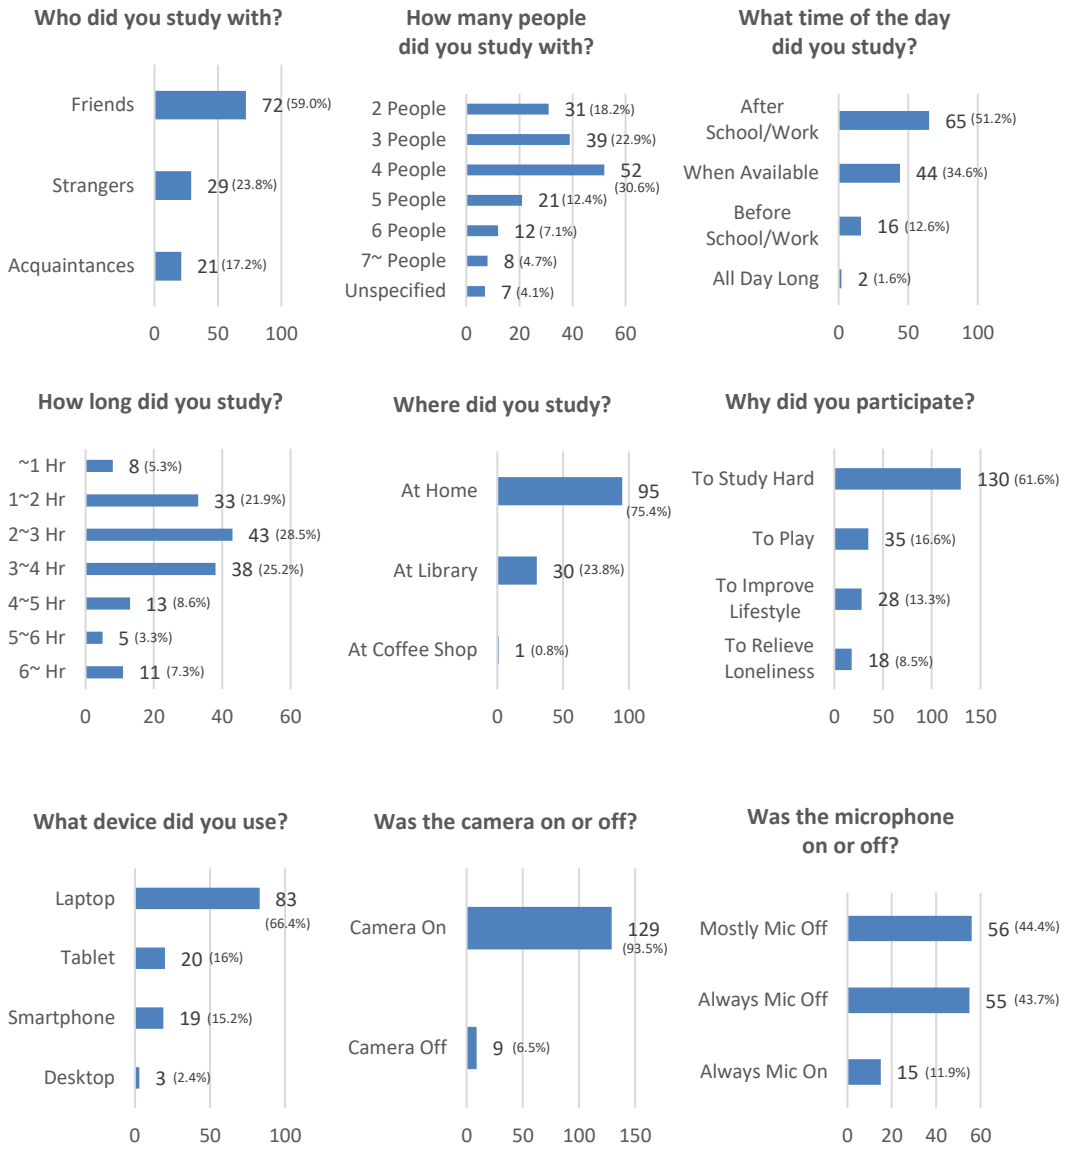 Who did you study with?
Friends
72 (59.0%)
Strangers
29 (23.8%)
Acquaintances
21 (17.2%)
0 50 100
How many people
did you study with?
2 People
31 (18.2%)
3 People
39 (22.9%)
4 People
52
(30.6%)
5 People
21 (12.4%)
6 People
12 (7.1%)
7~ People
8 (4.7%)
Unspecified
7 (4.1%)
0 20 40 60
What time of the day
did you study?
After
School/Work
65 (51.2%)
When Available
44 (34.6%)
Before
School/Work
16 (12.6%)
All Day Long
2 (1.6%)
0 50 100
How long did you study?
~1 Hr
8 (5.3%)
1~2 Hr
33 (21.9%)
2~3 Hr
43 (28.5%)
3~4 Hr
38 (25.2%)
4~5 Hr
13 (8.6%)
5~6 Hr
5 (3.3%)
6~ Hr
11 (7.3%)
0 20 40 60
Where did you study?
At Home
95
(75.4%)
At Library
30 (23.8%)
At Coffee Shop
1 (0.8%)
0 50 100
Why did you participate?
To Study Hard
130 (61.6%)
To Play
35 (16.6%)
To Improve
Lifestyle
28 (13.3%)
To Relieve
Loneliness
18 (8.5%)
0 50 100 150
What device did you use?
Laptop
83
(66.4%)
Tablet
20 (16%)
Smartphone
19 (15.2%)
Desktop
3 (2.4%)
0 50 100
Was the camera on or off?
Camera On
129
(93.5%)
Camera Off
9 (6.5%)
0 50 100 150
Was the microphone
on or off?
Mostly Mic Off
56 (44.4%)
Always Mic Off
55 (43.7%)
Always Mic On
15 (11.9%)
0 20 40 60